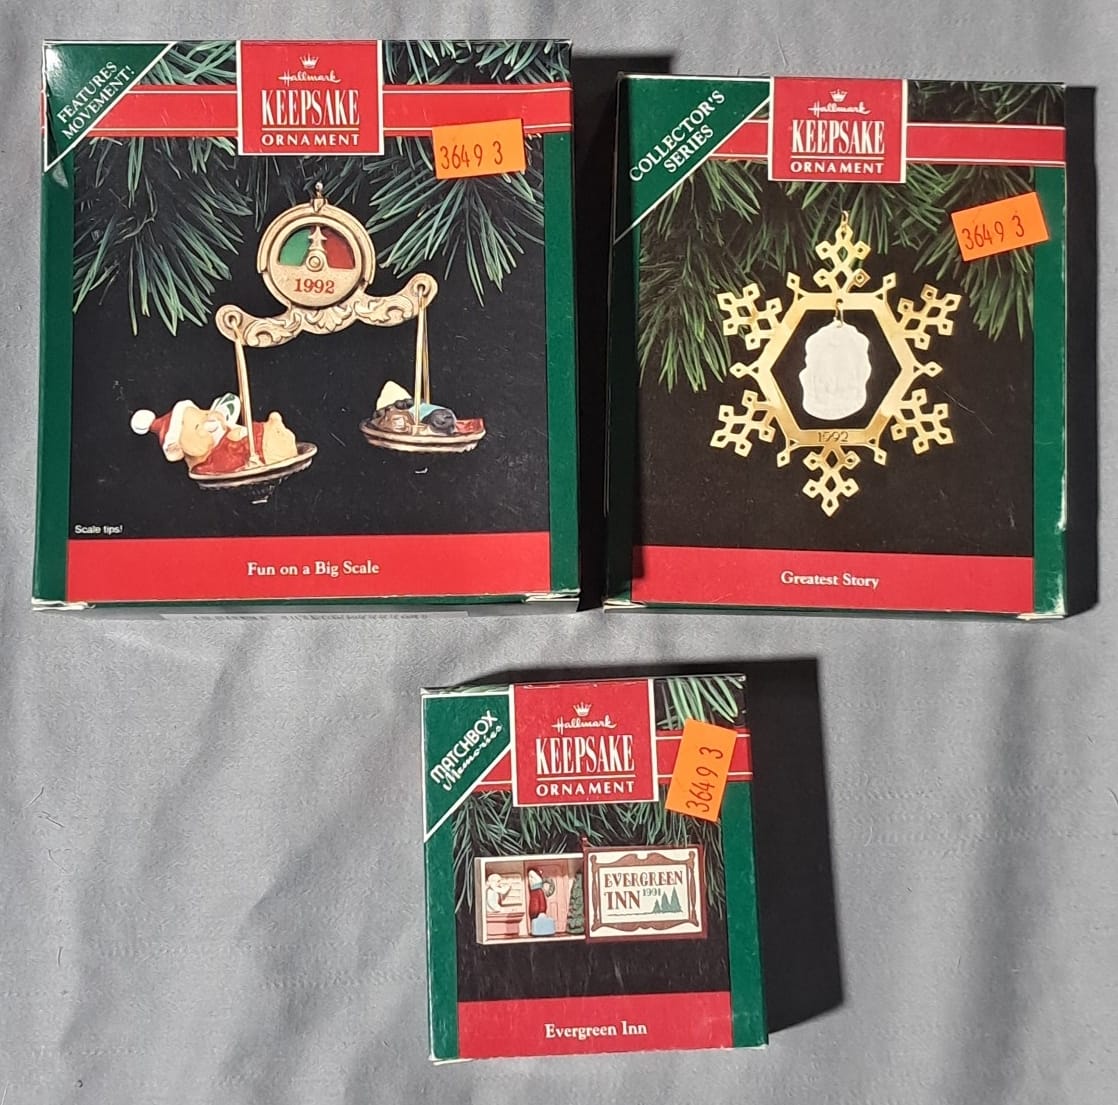 FEATURES
MOVEMENT!
Hallmark
KEEPSAKE
ORNAMENT
3649 3
1992
Scale tips!
Fun on a Big Scale
COLLECTOR'S
SERIES
Hallmark
KEEPSAKE
ORNAMENT
3649 3
1992
Greatest Story
MATCHBOX
Memories
Hallmark
KEEPSAKE
ORNAMENT
3649 3
EVERGREEN
INN 1991
Evergreen Inn